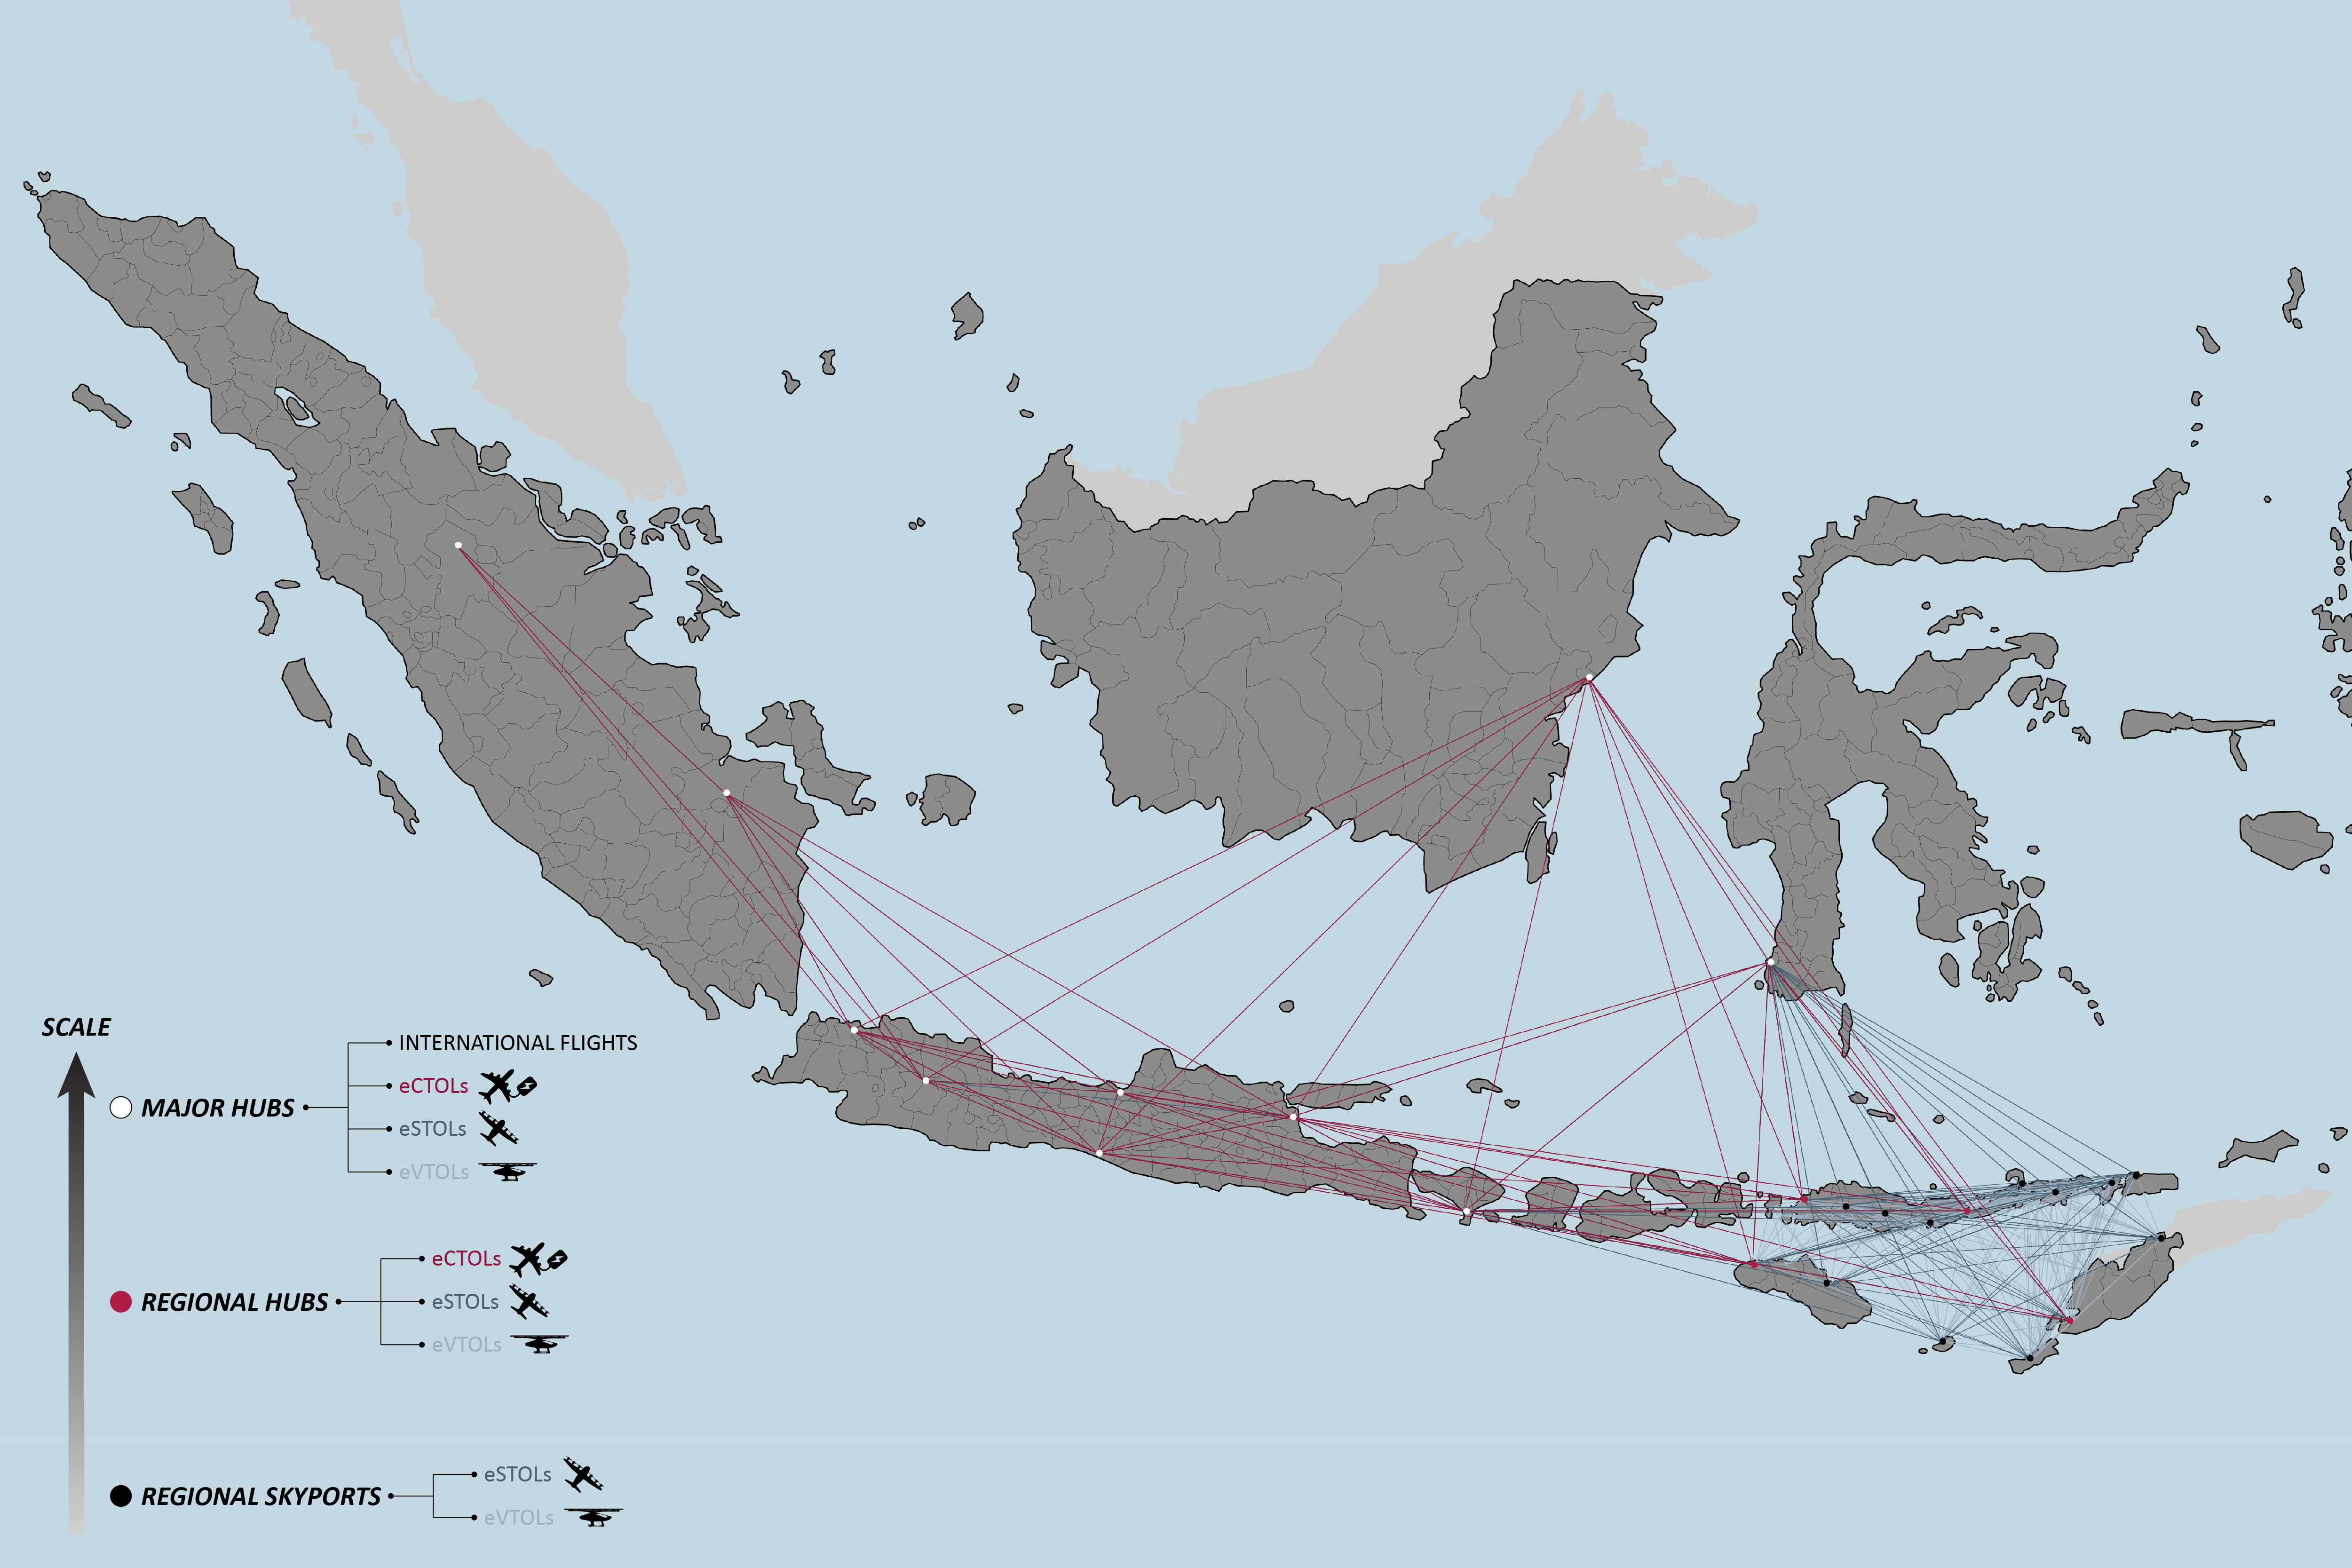 SCALE
MAJOR HUBS
INTERNATIONAL FLIGHTS
eCTOLs
eSTOLs
eVTOLs
REGIONAL HUBS
eCTOLs
eSTOLs
eVTOLs
REGIONAL SKYPORTS
eSTOLs
eVTOLs